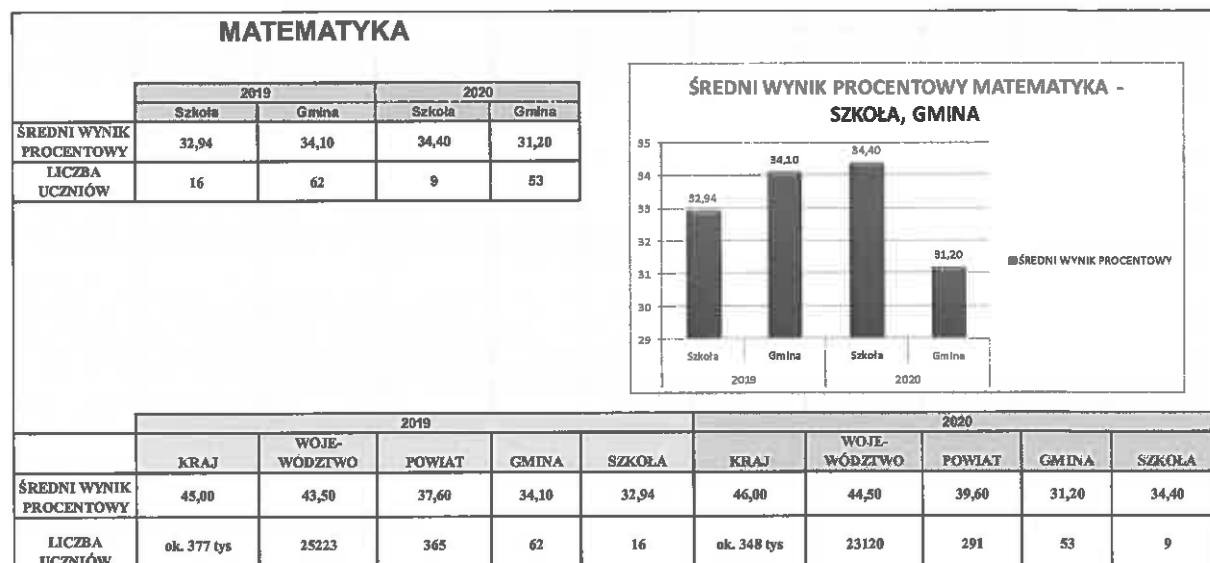 MATEMATYKA
2019 2020
Szkoła Gmina Szkoła Gmina
ŚREDNI WYNIK
PROCENTOWY
32,94 34,10 34,40 31,20
LICZBA
UCZNIÓW
16 62 9 53
ŚREDNI WYNIK PROCENTOWY MATEMATYKA -
SZKOŁA, GMINA
35
34
33
32
31
30
29
32,94
34,10
34,40
31,20
Szkoła Gmina Szkoła Gmina
2019 2020
ŚREDNI WYNIK PROCENTOWY
2019 2020
KRAJ WOJE-
WÓDZTWO POWIAT GMINA SZKOŁA KRAJ WOJE-
WÓDZTWO POWIAT GMINA SZKOŁA
ŚREDNI WYNIK
PROCENTOWY
45,00 43,50 37,60 34,10 32,94 46,00 44,50 39,60 31,20 34,40
LICZBA
UCZNIÓW
ok. 377 tys 25223 365 62 16 ok. 348 tys 23120 291 53 9